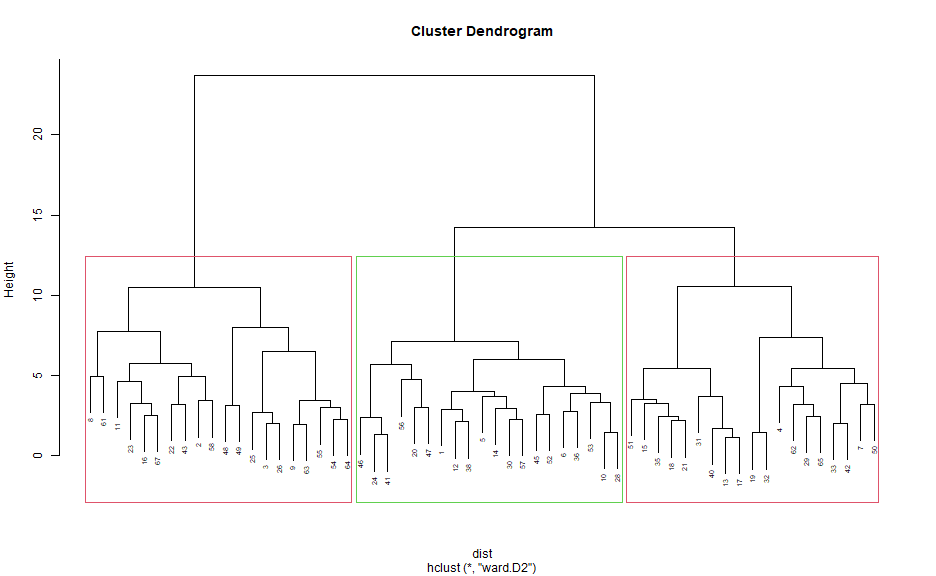 Cluster Dendrogram
Height
20
15
10
5
0
8 61 11 23 16 67 22 43 2 58 48 49 25 3 26 9 63 55 54 64
46 24 41 56 20 47 1 12 38 5 14 30 57 45 52 6 36 53 10 28
51 15 35 18 21 31 40 13 17 19 32 4 62 29 65 33 42 7 50
dist
hclust (*, "ward.D2")